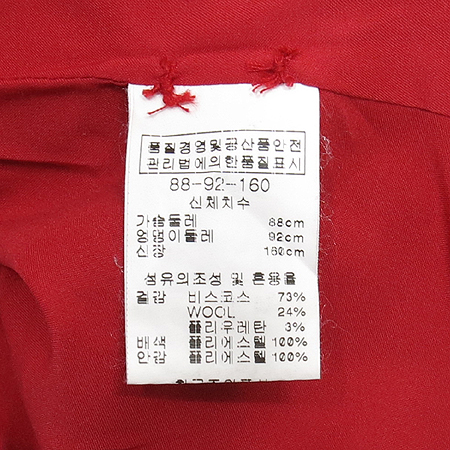 품질경영및공산품안전
관리법에의한품질표시
88-92-160
신체치수
가슴둘레 88cm
엉덩이둘레 92cm
신장 160cm
섬유의조성 및 혼용율
겉감 비스코스 73%
WOOL 24%
폴리우레탄 3%
배색 폴리에스텔 100%
안감 폴리에스텔 100%